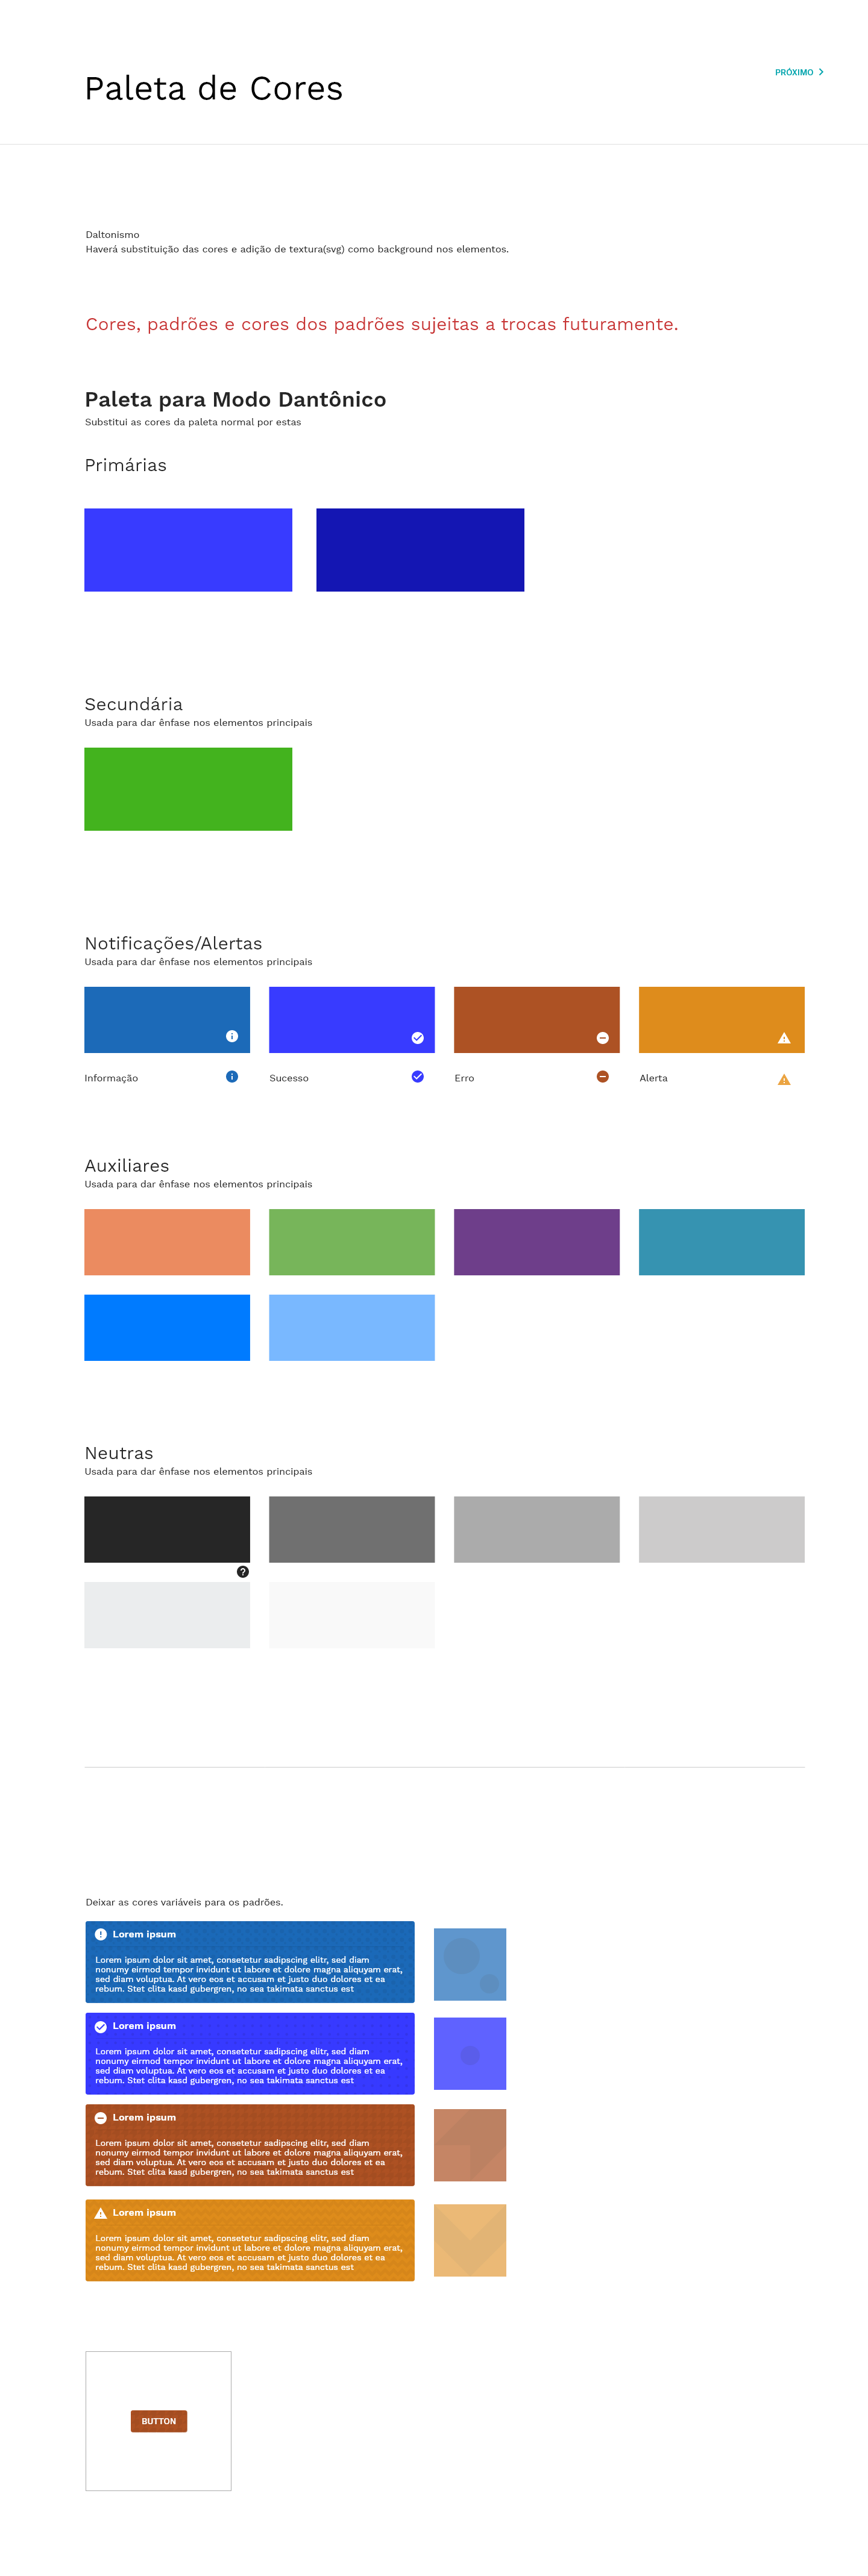 Paleta de Cores
PRÓXIMO
Daltonismo
Haverá substituição das cores e adição de textura(svg) como background nos elementos.
Cores, padrões e cores dos padrões sujeitas a trocas futuramente.
Paleta para Modo Dantônico
Substitui as cores da paleta normal por estas
Primárias
Secundária
Usada para dar ênfase nos elementos principais
Notificações/Alertas
Usada para dar ênfase nos elementos principais
Informação
Sucesso
Erro
Alerta
Auxiliares
Usada para dar ênfase nos elementos principais
Neutras
Usada para dar ênfase nos elementos principais
Deixar as cores variáveis para os padrões.
Lorem ipsum
Lorem ipsum dolor sit amet, consetetur sadipscing elitr, sed diam
nonumy eirmod tempor invidunt ut labore et dolore magna aliquyam erat,
sed diam voluptua. At vero eos et accusam et justo duo dolores et ea
rebum. Stet clita kasd gubergren, no sea takimata sanctus est
Lorem ipsum
Lorem ipsum dolor sit amet, consetetur sadipscing elitr, sed diam
nonumy eirmod tempor invidunt ut labore et dolore magna aliquyam erat,
sed diam voluptua. At vero eos et accusam et justo duo dolores et ea
rebum. Stet clita kasd gubergren, no sea takimata sanctus est
Lorem ipsum
Lorem ipsum dolor sit amet, consetetur sadipscing elitr, sed diam
nonumy eirmod tempor invidunt ut labore et dolore magna aliquyam erat,
sed diam voluptua. At vero eos et accusam et justo duo dolores et ea
rebum. Stet clita kasd gubergren, no sea takimata sanctus est
Lorem ipsum
Lorem ipsum dolor sit amet, consetetur sadipscing elitr, sed diam
nonumy eirmod tempor invidunt ut labore et dolore magna aliquyam erat,
sed diam voluptua. At vero eos et accusam et justo duo dolores et ea
rebum. Stet clita kasd gubergren, no sea takimata sanctus est
BUTTON